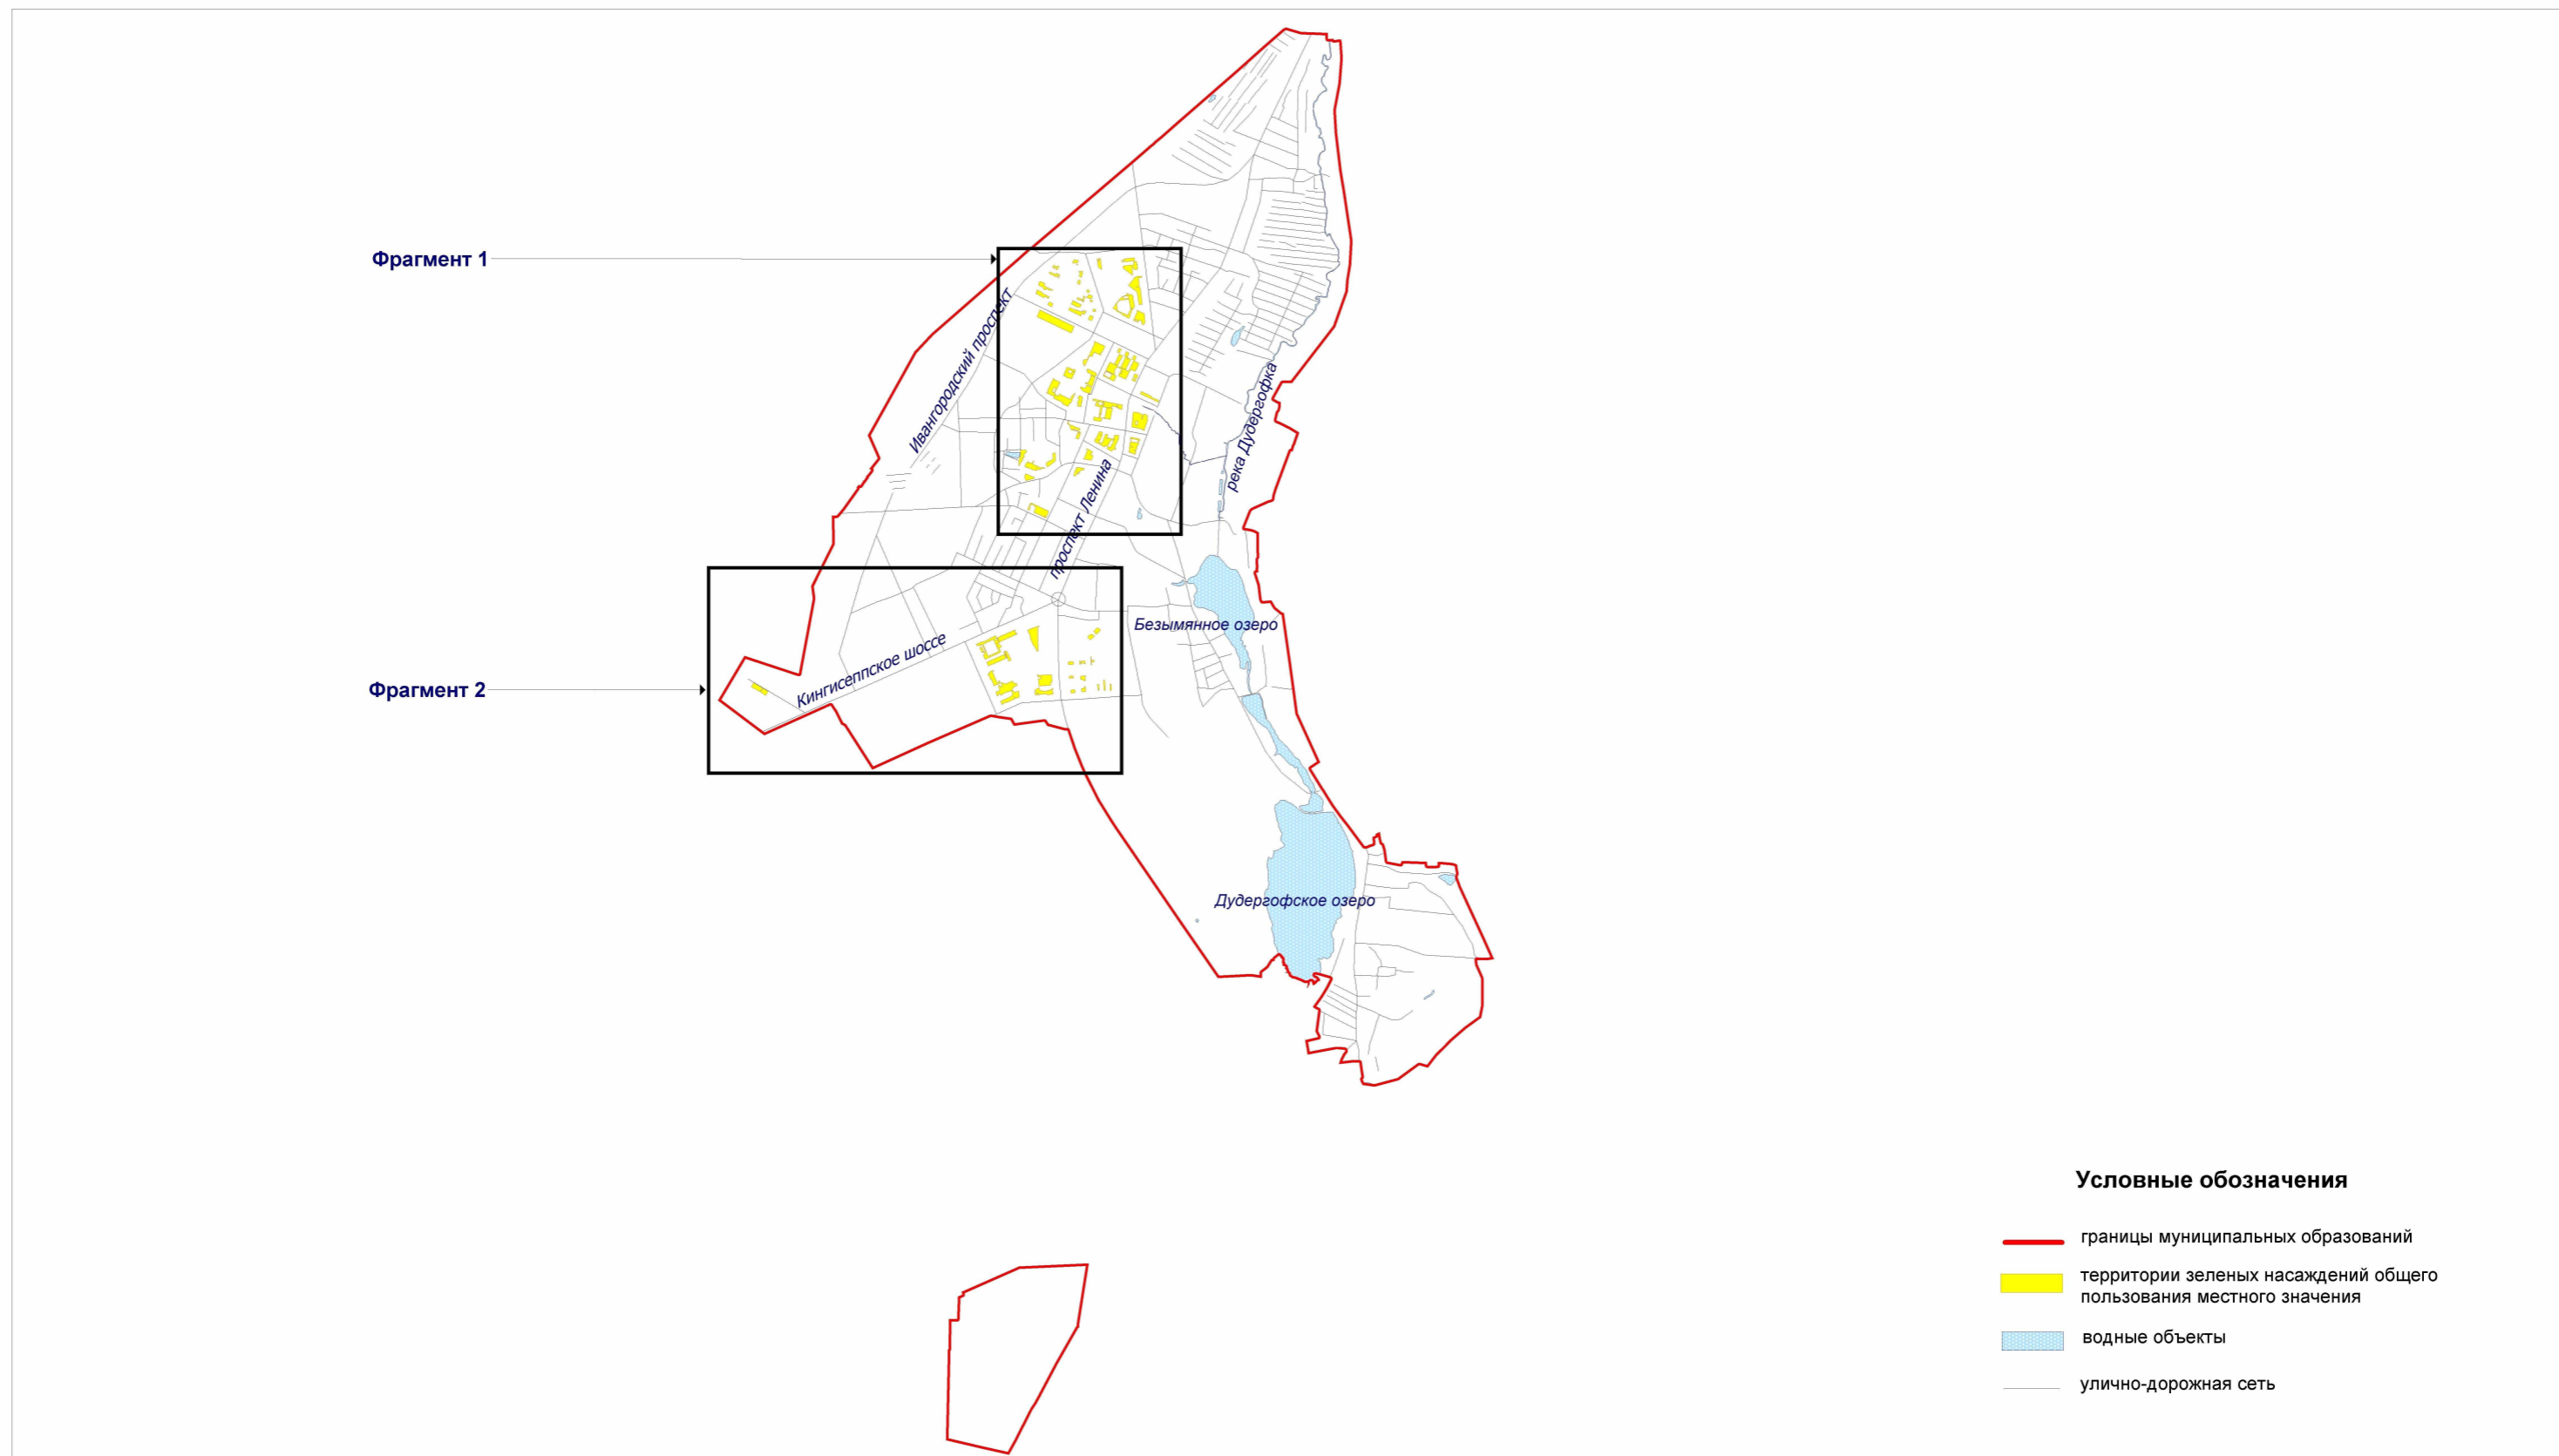 Фрагмент 1
Ивангородский проспект
река Дудергофка
проспект Ленина
Безымянное озеро
Кингисеппское шоссе
Фрагмент 2
Дудергофское озеро
Условные обозначения
границы муниципальных образований
территории зеленых насаждений общего
пользования местного значения
водные объекты
улично-дорожная сеть